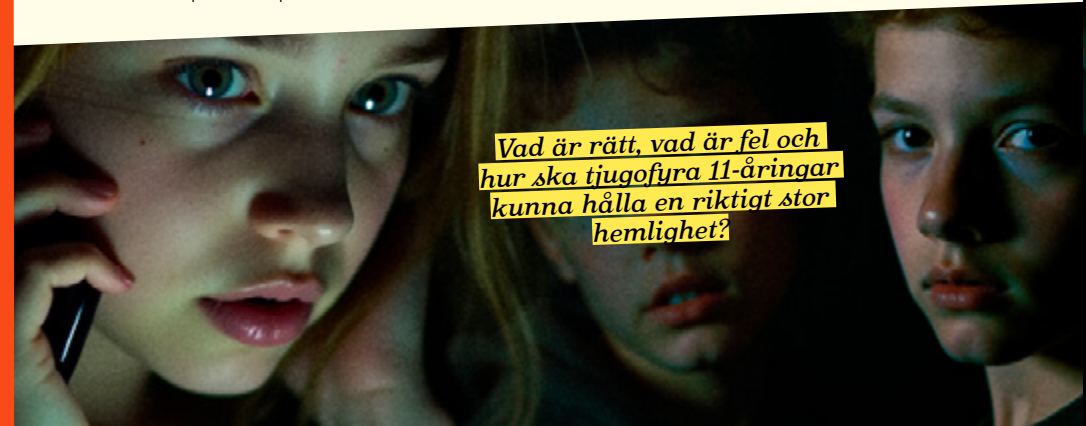 Vad är rätt, vad är fel och
hur ska tjugofyra 11-åringar
kunna hålla en riktigt stor
hemlighet?